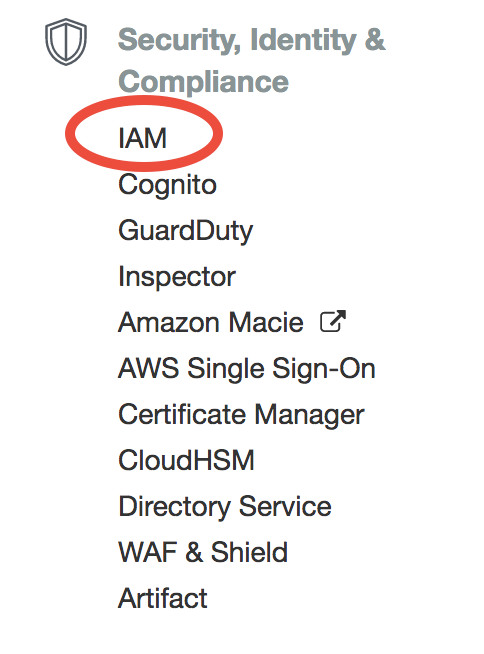 Security, Identity &
Compliance
IAM
Cognito
GuardDuty
Inspector
Amazon Macie
AWS Single Sign-On
Certificate Manager
CloudHSM
Directory Service
WAF & Shield
Artifact